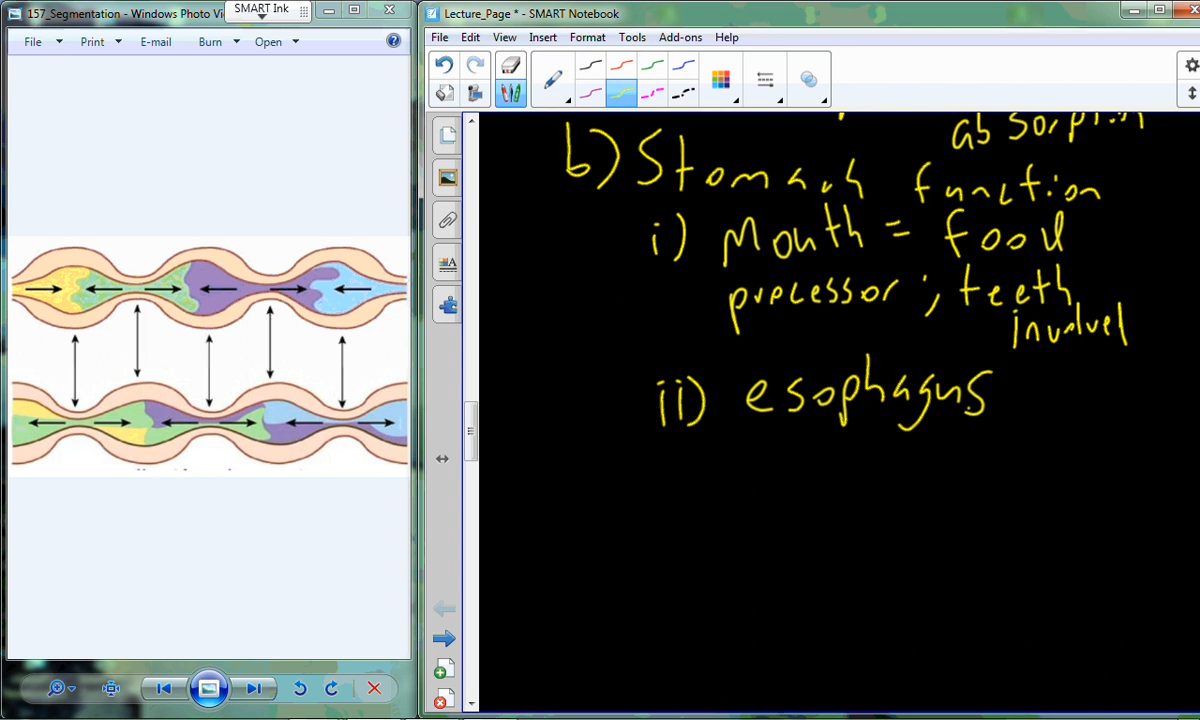 157_Segmentation - Windows Photo Vi
SMART Ink
File Print E-mail Burn Open
Lecture_Page * - SMART Notebook
File Edit View Insert Format Tools Add-ons Help
absorption
b) Stomach function
i) Mouth = food
processor; teeth
involved
ii) esophagus